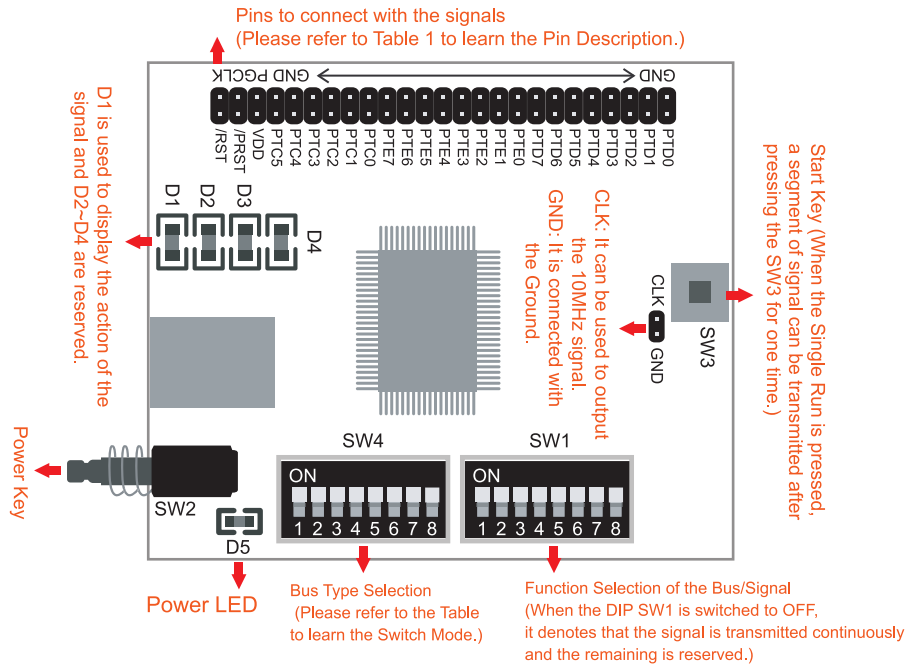 Pins to connect with the signals
(Please refer to Table 1 to learn the Pin Description.)
PGCLK
GND
GND
/RST
/PRST
VDD
PTC5
PTC4
PTC3
PTC2
PTC1
PTC0
PTE7
PTE6
PTE5
PTE4
PTE3
PTE2
PTE1
PTE0
PTD7
PTD6
PTD5
PTD4
PTD3
PTD2
PTD1
PTD0
D1 is used to display the action of the
signal and D2~D4 are reserved.
D1
D2
D3
D4
CLK: It can be used to output
the 10MHz signal.
GND: It is connected with
the Ground.
CLK
GND
SW3
Start Key (When the Single Run is pressed,
a segment of signal can be transmitted after
pressing the SW3 for one time.)
Power Key
SW2
D5
Power LED
SW4
ON
1 2 3 4 5 6 7 8
Bus Type Selection
(Please refer to the Table
to learn the Switch Mode.)
SW1
ON
1 2 3 4 5 6 7 8
Function Selection of the Bus/Signal
(When the DIP SW1 is switched to OFF,
it denotes that the signal is transmitted continuously
and the remaining is reserved.)